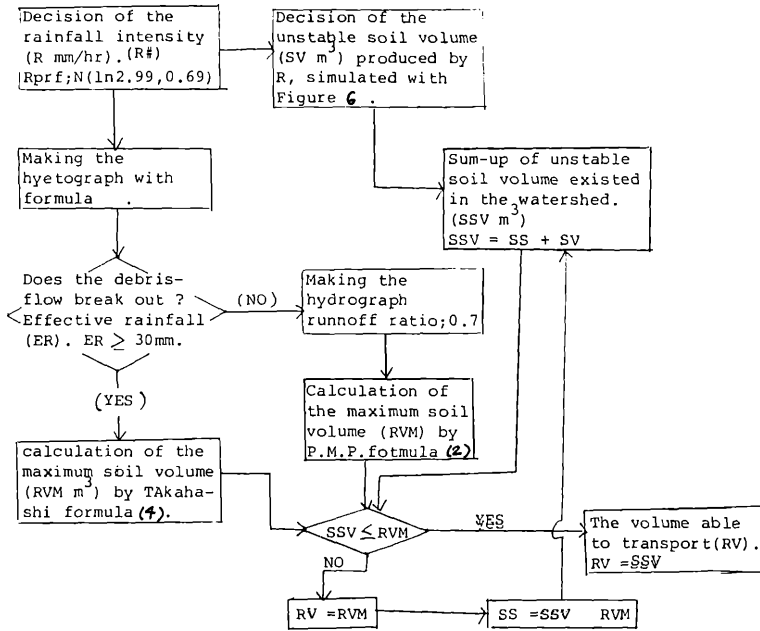 Decision of the
rainfall intensity
(R mm/hr). (R#)
Rprf;N(ln2.99,0.69)
Decision of the
unstable soil volume
(SV m³) produced by
R, simulated with
Figure 6 .
Making the
hyetograph with
formula .
Sum-up of unstable
soil volume existed
in the watershed.
(SSV m³)
SSV = SS + SV
Does the debris-
flow break out ?
Effective rainfall
(ER). ER ≥ 30mm.
(NO)
Making the
hydrograph
runnoff ratio;0.7
(YES)
Calculation of
the maximum soil
volume (RVM) by
P.M.P.fotmula (2)
calculation of the
maximum soil volume
(RVM m³) by TAkaha-
shi formula (4).
SSV ≤ RVM
YES
The volume able
to transport(RV).
RV =SSV
NO
RV =RVM
SS =SSV RVM